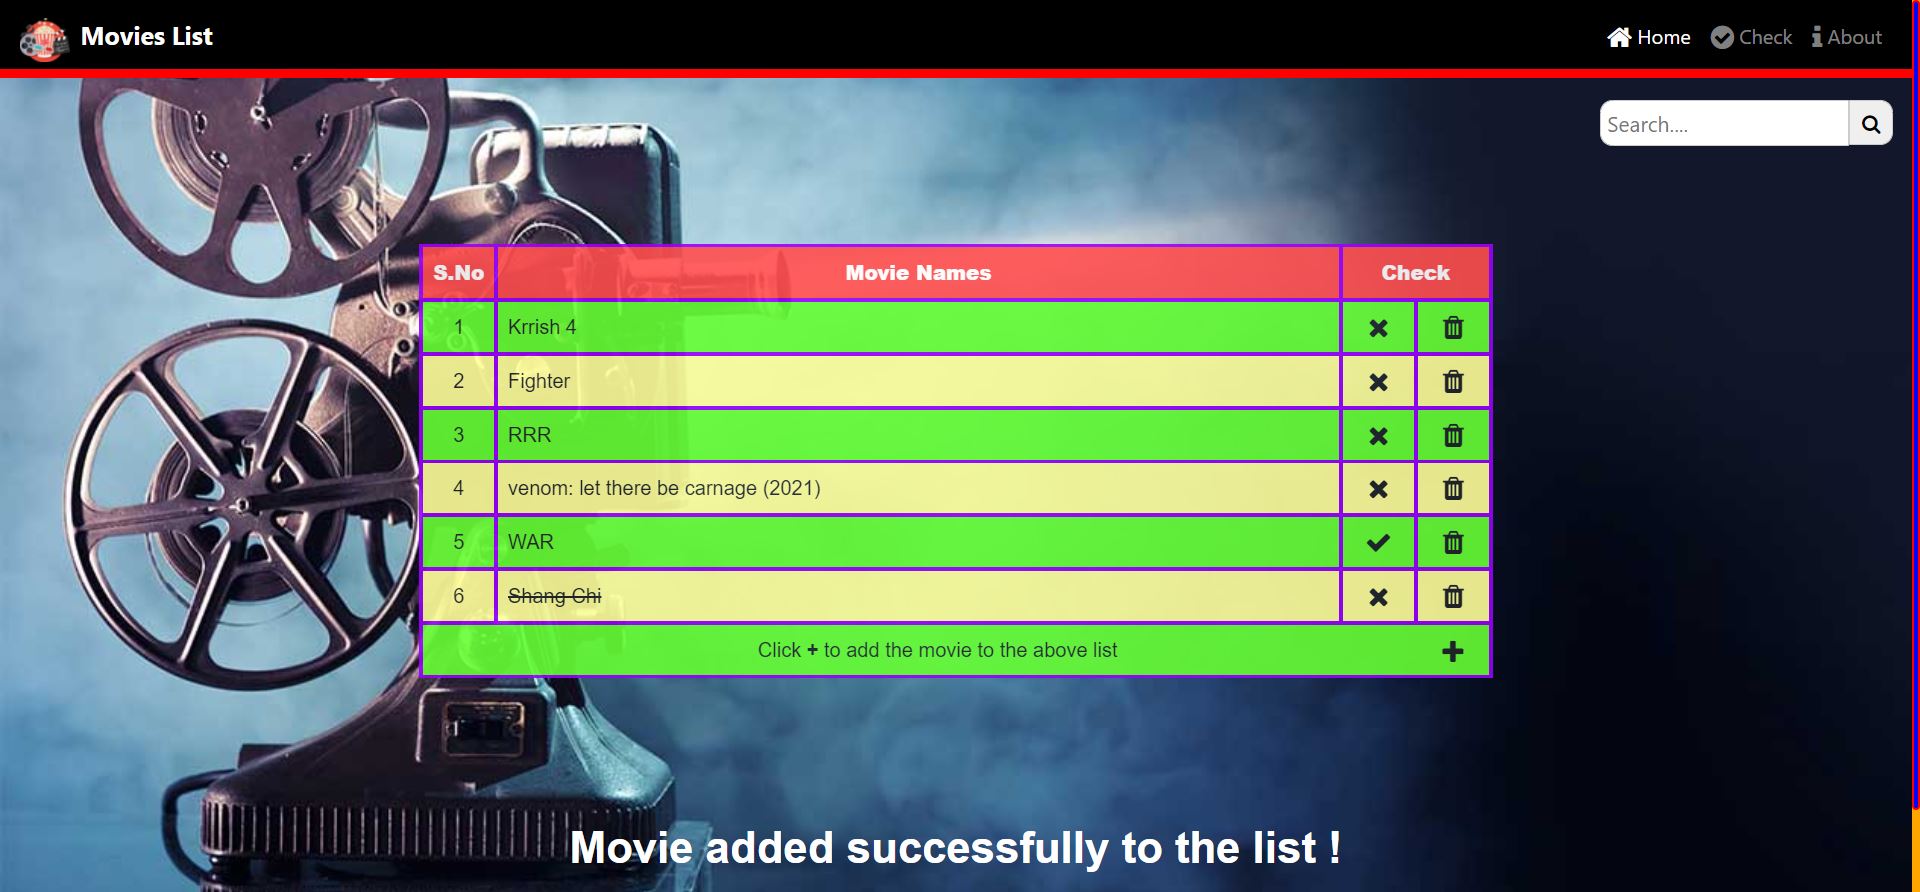 Movies List
Home Check About
Search....
S.No Movie Names Check
1 Krrish 4
2 Fighter
3 RRR
4 venom: let there be carnage (2021)
5 WAR
6 Shang Chi
Click + to add the movie to the above list
Movie added successfully to the list !